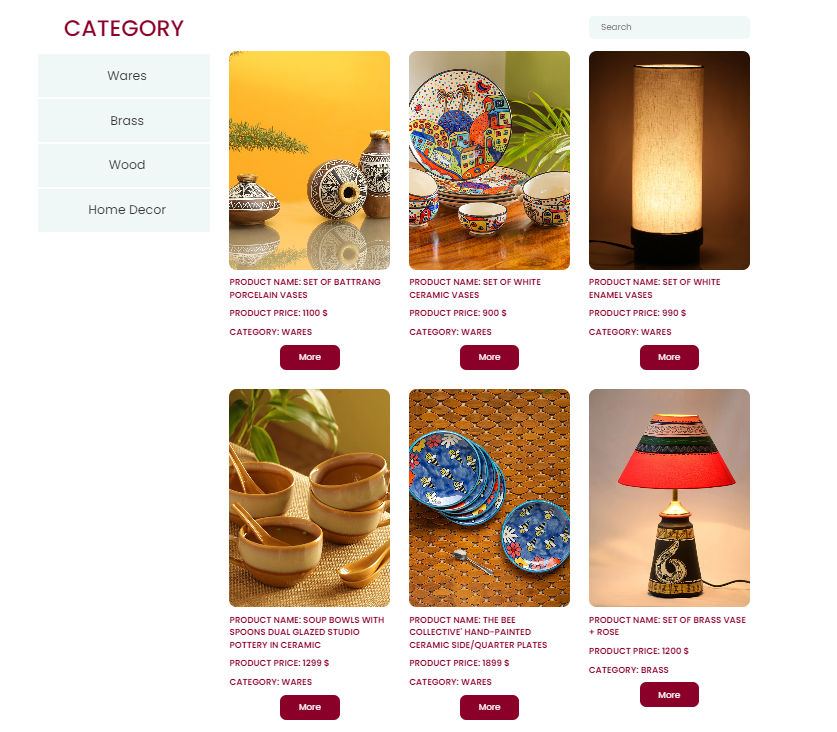 CATEGORY
Search
Wares
Brass
Wood
Home Decor
PRODUCT NAME: SET OF BATTRANG
PORCELAIN VASES
PRODUCT PRICE: 1100 $
CATEGORY: WARES
More
PRODUCT NAME: SET OF WHITE
CERAMIC VASES
PRODUCT PRICE: 900 $
CATEGORY: WARES
More
PRODUCT NAME: SET OF WHITE
ENAMEL VASES
PRODUCT PRICE: 990 $
CATEGORY: WARES
More
PRODUCT NAME: SOUP BOWLS WITH
SPOONS DUAL GLAZED STUDIO
POTTERY IN CERAMIC
PRODUCT PRICE: 1299 $
CATEGORY: WARES
More
PRODUCT NAME: THE BEE
COLLECTIVE' HAND-PAINTED
CERAMIC SIDE/QUARTER PLATES
PRODUCT PRICE: 1899 $
CATEGORY: WARES
More
PRODUCT NAME: SET OF BRASS VASE
+ ROSE
PRODUCT PRICE: 1200 $
CATEGORY: BRASS
More